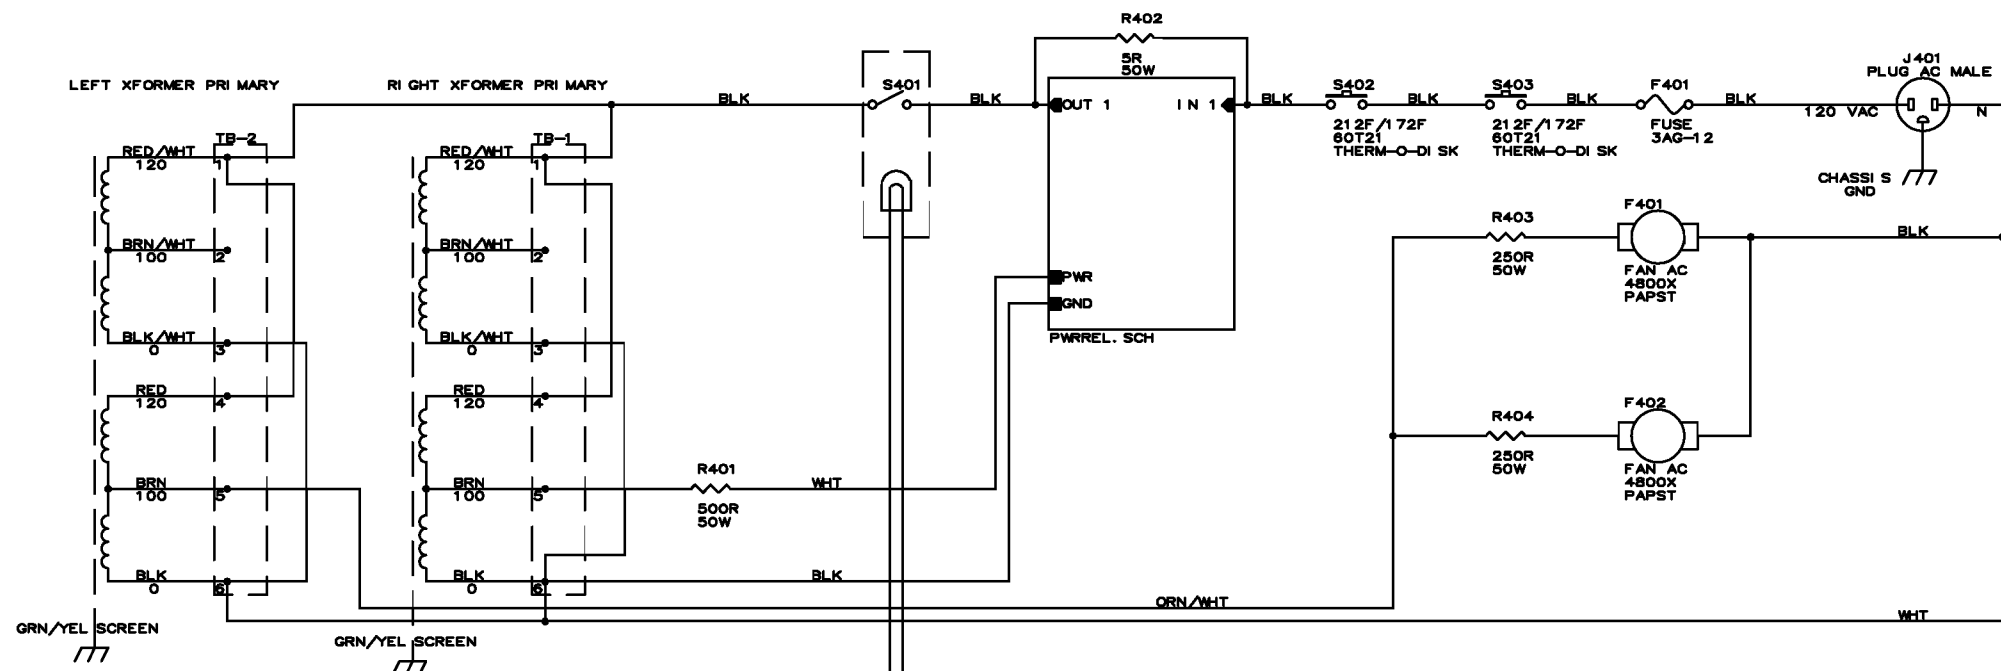 R402
5R
50W
J401
PLUG AC MALE
LEFT XFORMER PRIMARY
RIGHT XFORMER PRIMARY
S401
S402
S403
F401
BLK
BLK
OUT 1
IN 1
BLK
BLK
BLK
BLK
120 VAC
N
212F/172F
60T21
THERM-O-DISK
212F/172F
60T21
THERM-O-DISK
FUSE
3AG-12
TB-2
TB-1
RED/WHT
120
1
RED/WHT
120
1
CHASSIS
GND
BRN/WHT
100
2
BRN/WHT
100
2
R403
250R
50W
F401
FAN AC
4800X
PAPST
BLK
PWR
GND
PWRREL.SCH
BLK/WHT
0
3
BLK/WHT
0
3
RED
120
4
RED
120
4
R404
250R
50W
F402
FAN AC
4800X
PAPST
BRN
100
5
BRN
100
5
R401
500R
50W
WHT
BLK
0
6
BLK
0
6
BLK
ORN/WHT
WHT
GRN/YEL SCREEN
GRN/YEL SCREEN